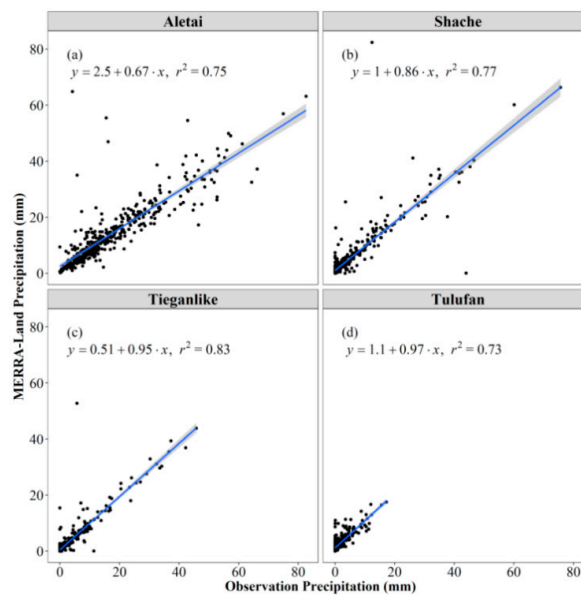 Aletai
Shache
(a)
y = 2.5 + 0.67 · x, r² = 0.75
(b)
y = 1 + 0.86 · x, r² = 0.77
80
60
40
20
0
Tieganlike
Tulufan
(c)
y = 0.51 + 0.95 · x, r² = 0.83
(d)
y = 1.1 + 0.97 · x, r² = 0.73
80
60
40
20
0
MERRA-Land Precipitation (mm)
0 20 40 60 80 0 20 40 60 80
Observation Precipitation (mm)